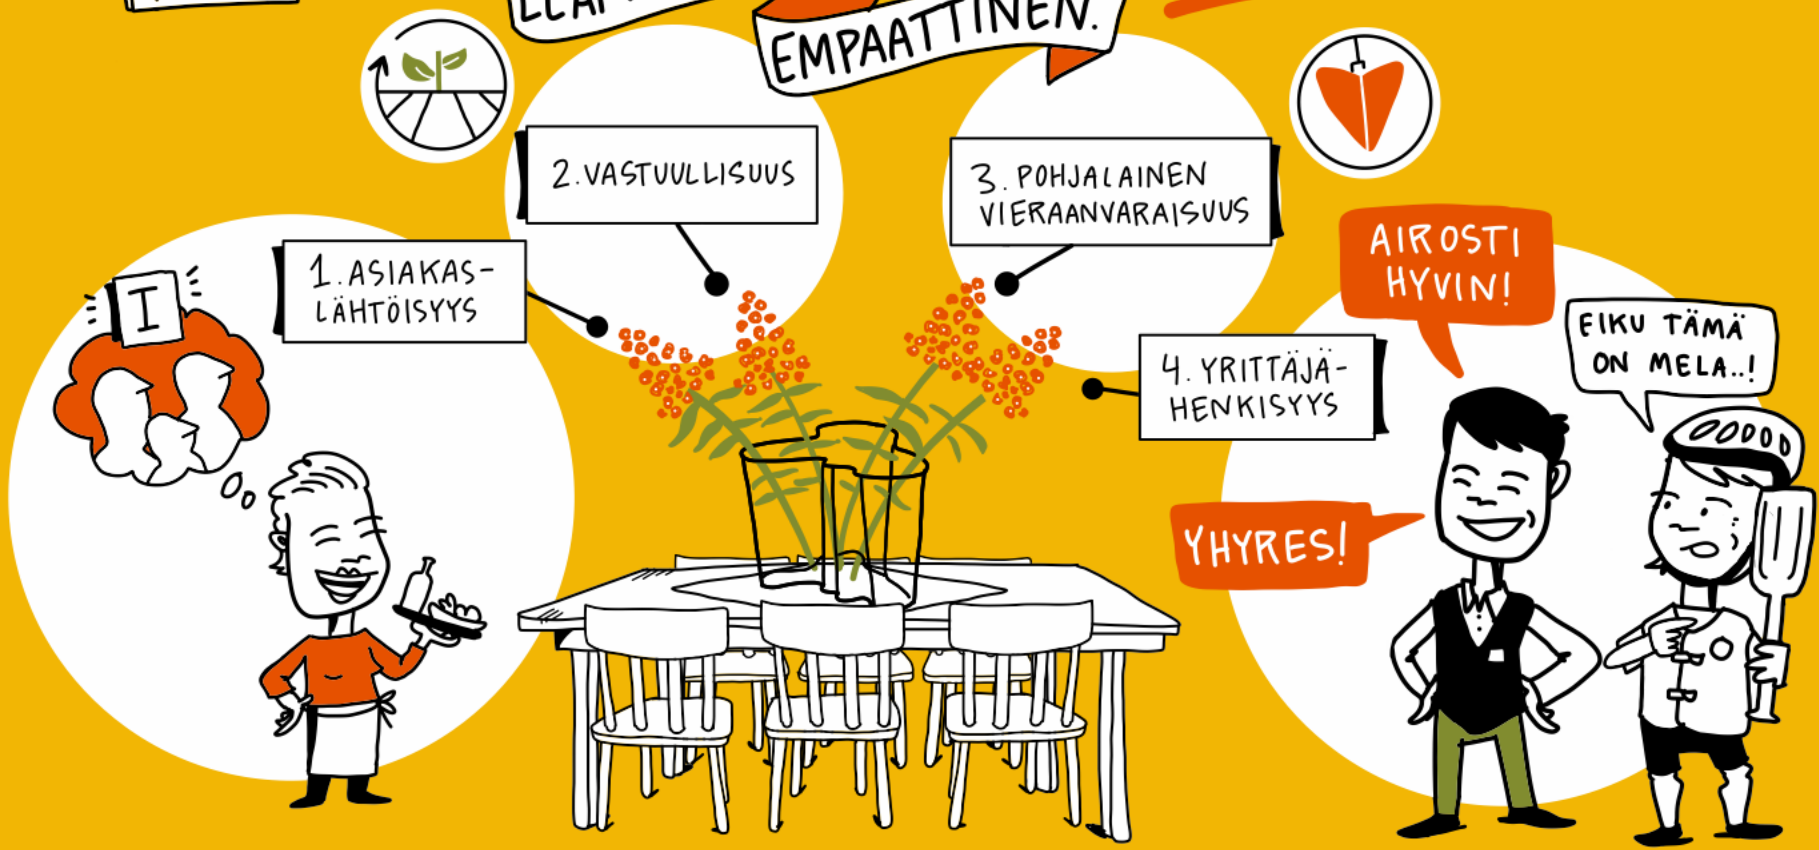 EMPAATTINEN.
2. VASTUULLISUUS
3. POHJALAINEN
VIERAANVARAISUUS
1. ASIAKAS-
LÄHTÖISYYS
I
4. YRITTÄJÄ-
HENKISYYS
AIROSTI
HYVIN!
EIKU TÄMÄ
ON MELA..!
YHYRES!